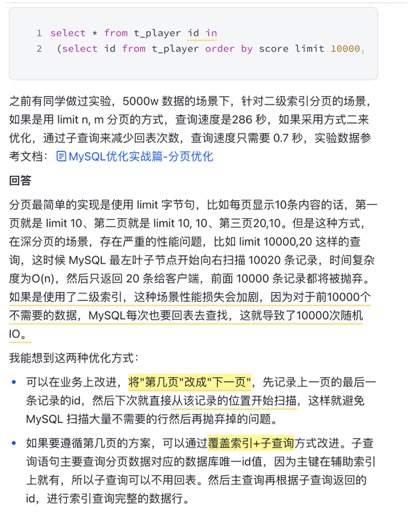 1 select * from t_player id in
2 (select id from t_player order by score limit 10000,
之前有同学做过实验，5000w 数据的场景下，针对二级索引分页的场景，
如果是用 limit n, m 分页的方式，查询速度是286 秒，如果采用方式二来
优化，通过子查询来减少回表次数，查询速度只需要 0.7 秒，实验数据参
考文档：MySQL优化实战篇-分页优化
回答
分页最简单的实现是使用 limit 字节句，比如每页显示10条内容的话，第一
页就是 limit 10、第二页就是 limit 10, 10、第三页20,10。但是这种方式，
在深分页的场景，存在严重的性能问题，比如 limit 10000,20 这样的查
询，这时候 MySQL 最左叶子节点开始向右扫描 10020 条记录，时间复杂
度为O(n)，然后只返回 20 条给客户端，前面 10000 条记录都将被抛弃。
如果是使用了二级索引，这种场景性能损失会加剧，因为对于前10000个
不需要的数据，MySQL每次也要回表去查找，这就导致了10000次随机
IO。
我能想到这两种优化方式：
• 可以在业务上改进，将"第几页"改成"下一页"，先记录上一页的最后一
条记录的id，然后下次就直接从该记录的位置开始扫描，这样就避免
MySQL 扫描大量不需要的行然后再抛弃掉的问题。
• 如果要遵循第几页的方案，可以通过覆盖索引+子查询方式改进。子查
询语句主要查询分页数据对应的数据库唯一id值，因为主键在辅助索引
上就有，所以子查询可以不用回表。然后主查询再根据子查询返回的
id，进行索引查询完整的数据行。